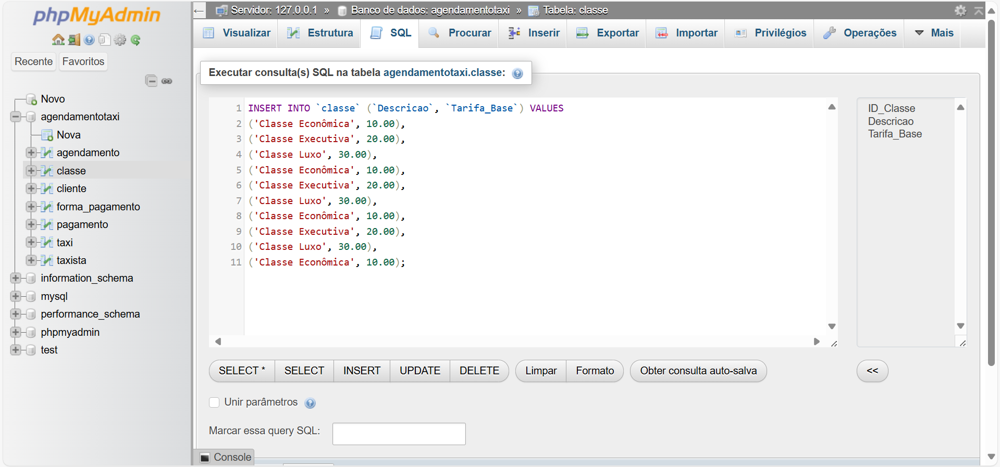 phpMyAdmin
Recente Favoritos
Novo
agendamentotaxi
Nova
agendamento
classe
cliente
forma_pagamento
pagamento
taxi
taxista
information_schema
mysql
performance_schema
phpmyadmin
test
← Servidor: 127.0.0.1 » Banco de dados: agendamentotaxi » Tabela: classe
Visualizar Estrutura SQL Procurar Inserir Exportar Importar Privilégios Operações Mais
Executar consulta(s) SQL na tabela agendamentotaxi.classe:
1 INSERT INTO `classe` (`Descricao`, `Tarifa_Base`) VALUES
2 ('Classe Econômica', 10.00),
3 ('Classe Executiva', 20.00),
4 ('Classe Luxo', 30.00),
5 ('Classe Econômica', 10.00),
6 ('Classe Executiva', 20.00),
7 ('Classe Luxo', 30.00),
8 ('Classe Econômica', 10.00),
9 ('Classe Executiva', 20.00),
10 ('Classe Luxo', 30.00),
11 ('Classe Econômica', 10.00);
ID_Classe
Descricao
Tarifa_Base
SELECT * SELECT INSERT UPDATE DELETE Limpar Formato Obter consulta auto-salva <<
Unir parâmetros
Marcar essa query SQL:
Console